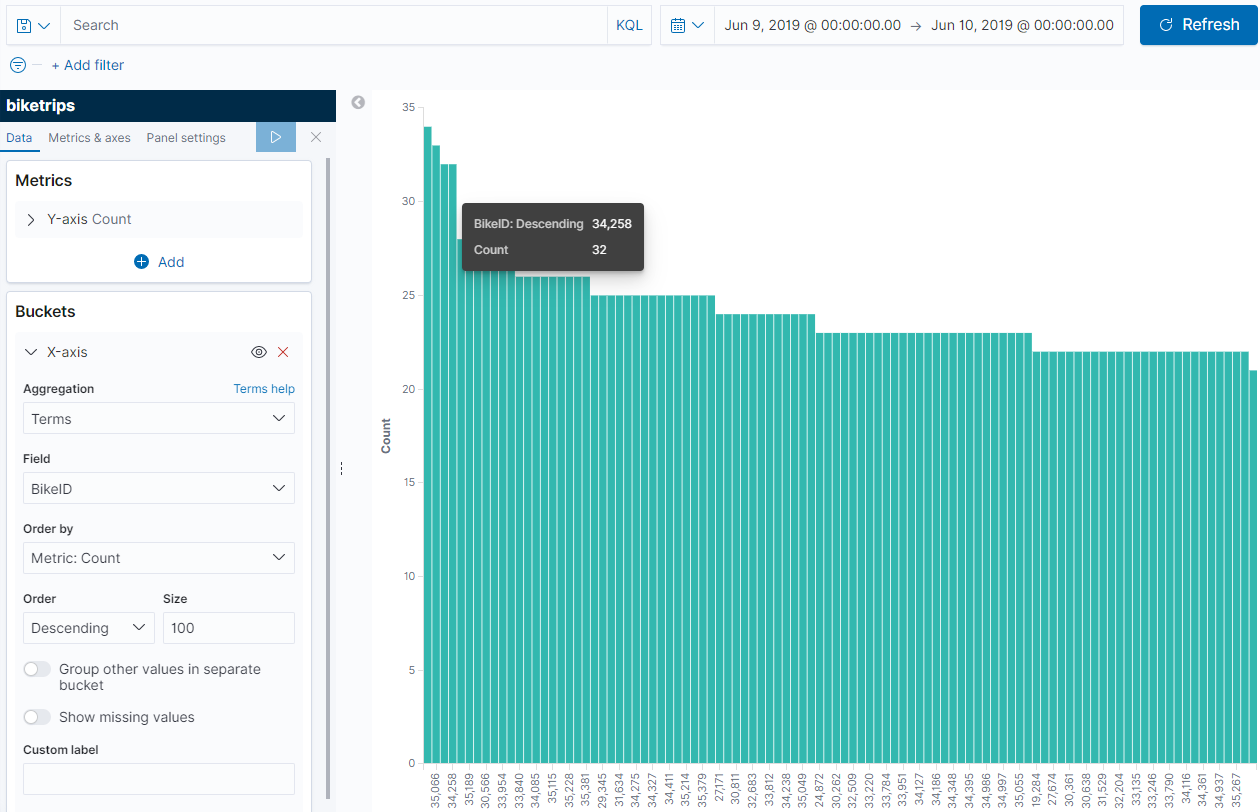 Search
KQL
Jun 9, 2019 @ 00:00:00.00 → Jun 10, 2019 @ 00:00:00.00
Refresh
+ Add filter
biketrips
Data Metrics & axes Panel settings
Metrics
Y-axis Count
Add
Buckets
X-axis
Aggregation Terms help
Terms
Field
BikeID
Order by
Metric: Count
Order Size
Descending 100
Group other values in separate
bucket
Show missing values
Custom label
35
30
25
20
15
10
5
0
Count
BikeID: Descending 34,258
Count 32
35,066
34,258
35,189
30,566
33,954
33,840
34,085
35,115
35,228
35,381
29,345
31,634
34,275
34,327
34,411
35,214
35,379
27,171
30,811
32,683
33,812
34,238
35,049
24,872
30,262
32,509
33,220
33,784
33,951
34,127
34,186
34,348
34,395
34,986
34,997
35,055
19,284
27,674
30,361
30,638
31,529
32,204
33,135
33,246
33,790
34,116
34,361
34,937
35,267